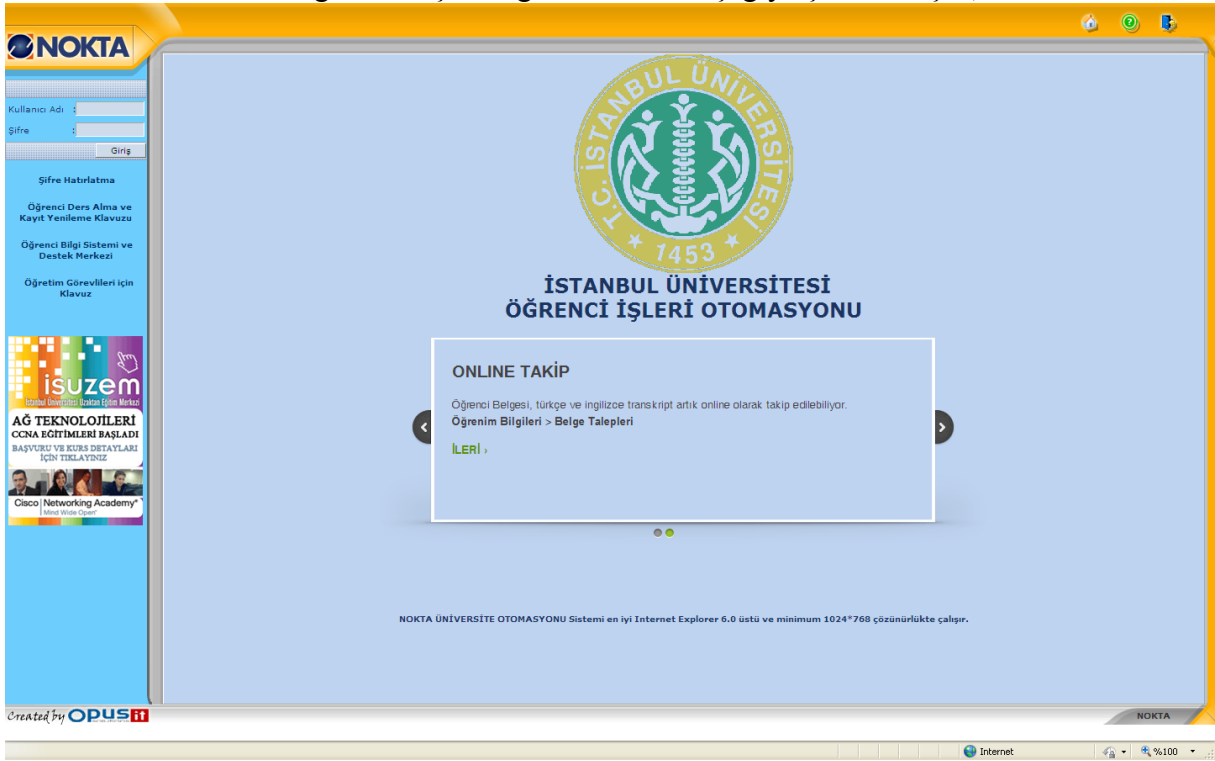 NOKTA
Kullanıcı Adı :
Şifre :
Giriş
Şifre Hatırlatma
Öğrenci Ders Alma ve
Kayıt Yenileme Klavuzu
Öğrenci Bilgi Sistemi ve
Destek Merkezi
Öğretim Görevlileri için
Klavuz
isuzem
İstanbul Üniversitesi Uzaktan Eğitim Merkezi
AĞ TEKNOLOJİLERİ
CCNA EĞİTİMLERİ BAŞLADI
BAŞVURU VE KURS DETAYLARI
İÇİN TIKLAYINIZ
Cisco Networking Academy
Mind Wide Open
T.C. İSTANBUL ÜNİVERSİTESİ
1453
İSTANBUL ÜNİVERSİTESİ
ÖĞRENCİ İŞLERİ OTOMASYONU
ONLINE TAKİP
Öğrenci Belgesi, türkçe ve ingilizce transkript artık online olarak takip edilebiliyor.
Öğrenim Bilgileri > Belge Talepleri
İLERİ ›
NOKTA ÜNİVERSİTE OTOMASYONU Sistemi en iyi Internet Explorer 6.0 üstü ve minimum 1024*768 çözünürlükte çalışır.
Created by OPUSit
NOKTA
Internet
%100